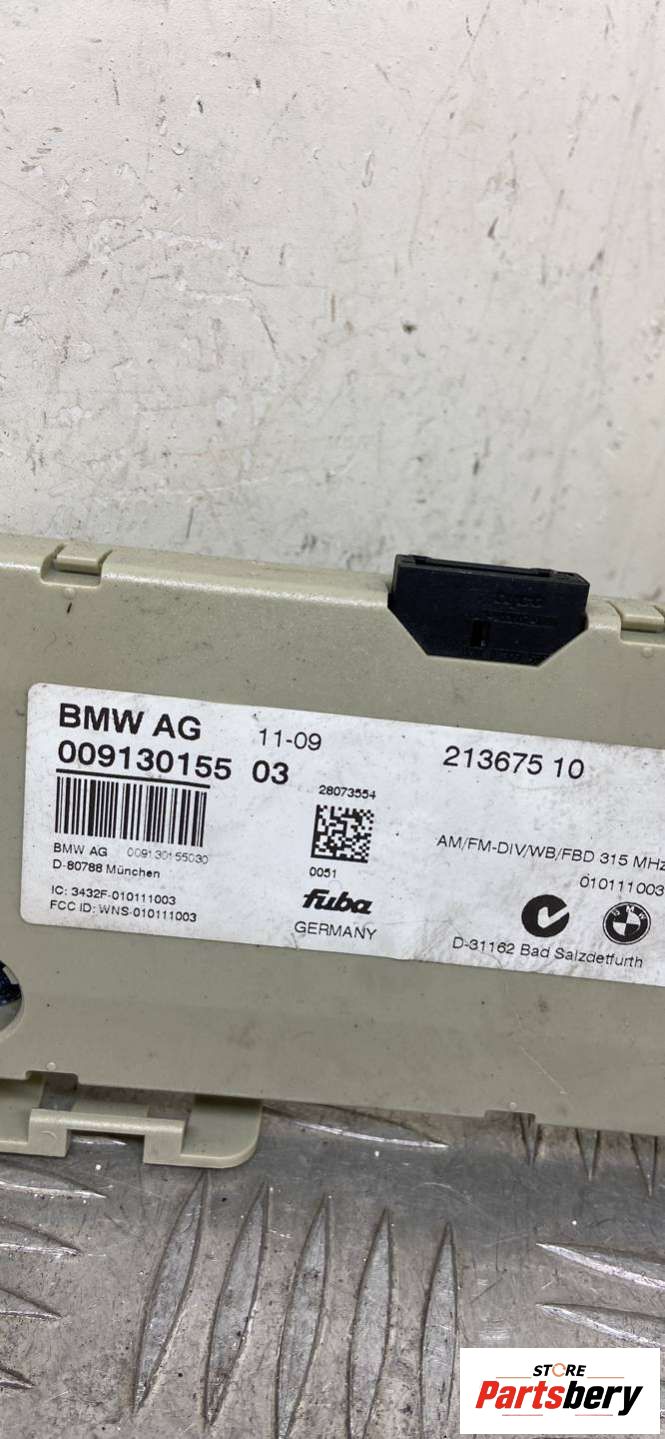 BMW AG 11-09 213675 10
009130155 03
28073554
BMW AG 009130155030
D-80788 München
0051
AM/FM-DIV/WB/FBD 315 MHz
010111003
IC: 3432F-010111003
FCC ID: WNS-010111003
fuba
GERMANY
BMW
D-31162 Bad Salzdetfurth
STORE
Partsbery